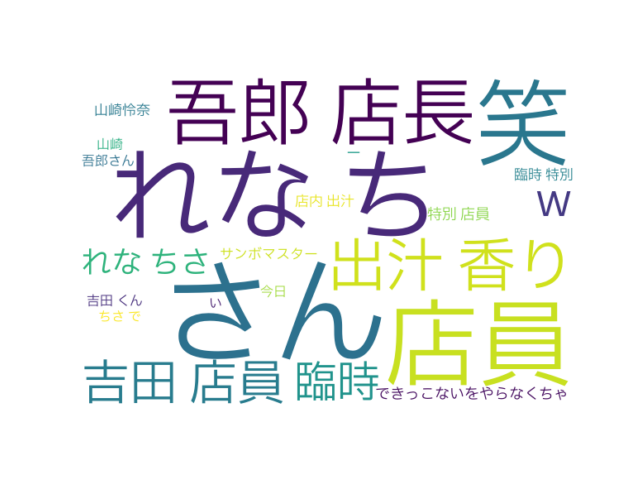 吾郎 店長
笑
山崎怜奈
山崎
吾郎さん
れな ち
ー
臨時 特別
店内 出汁
特別 店員
w
れな ちさ
サンボマスター
出汁 香り
さん
今日
吉田 くん
い
ちさ で
店員
吉田 店員
臨時
できっこないをやらなくちゃ